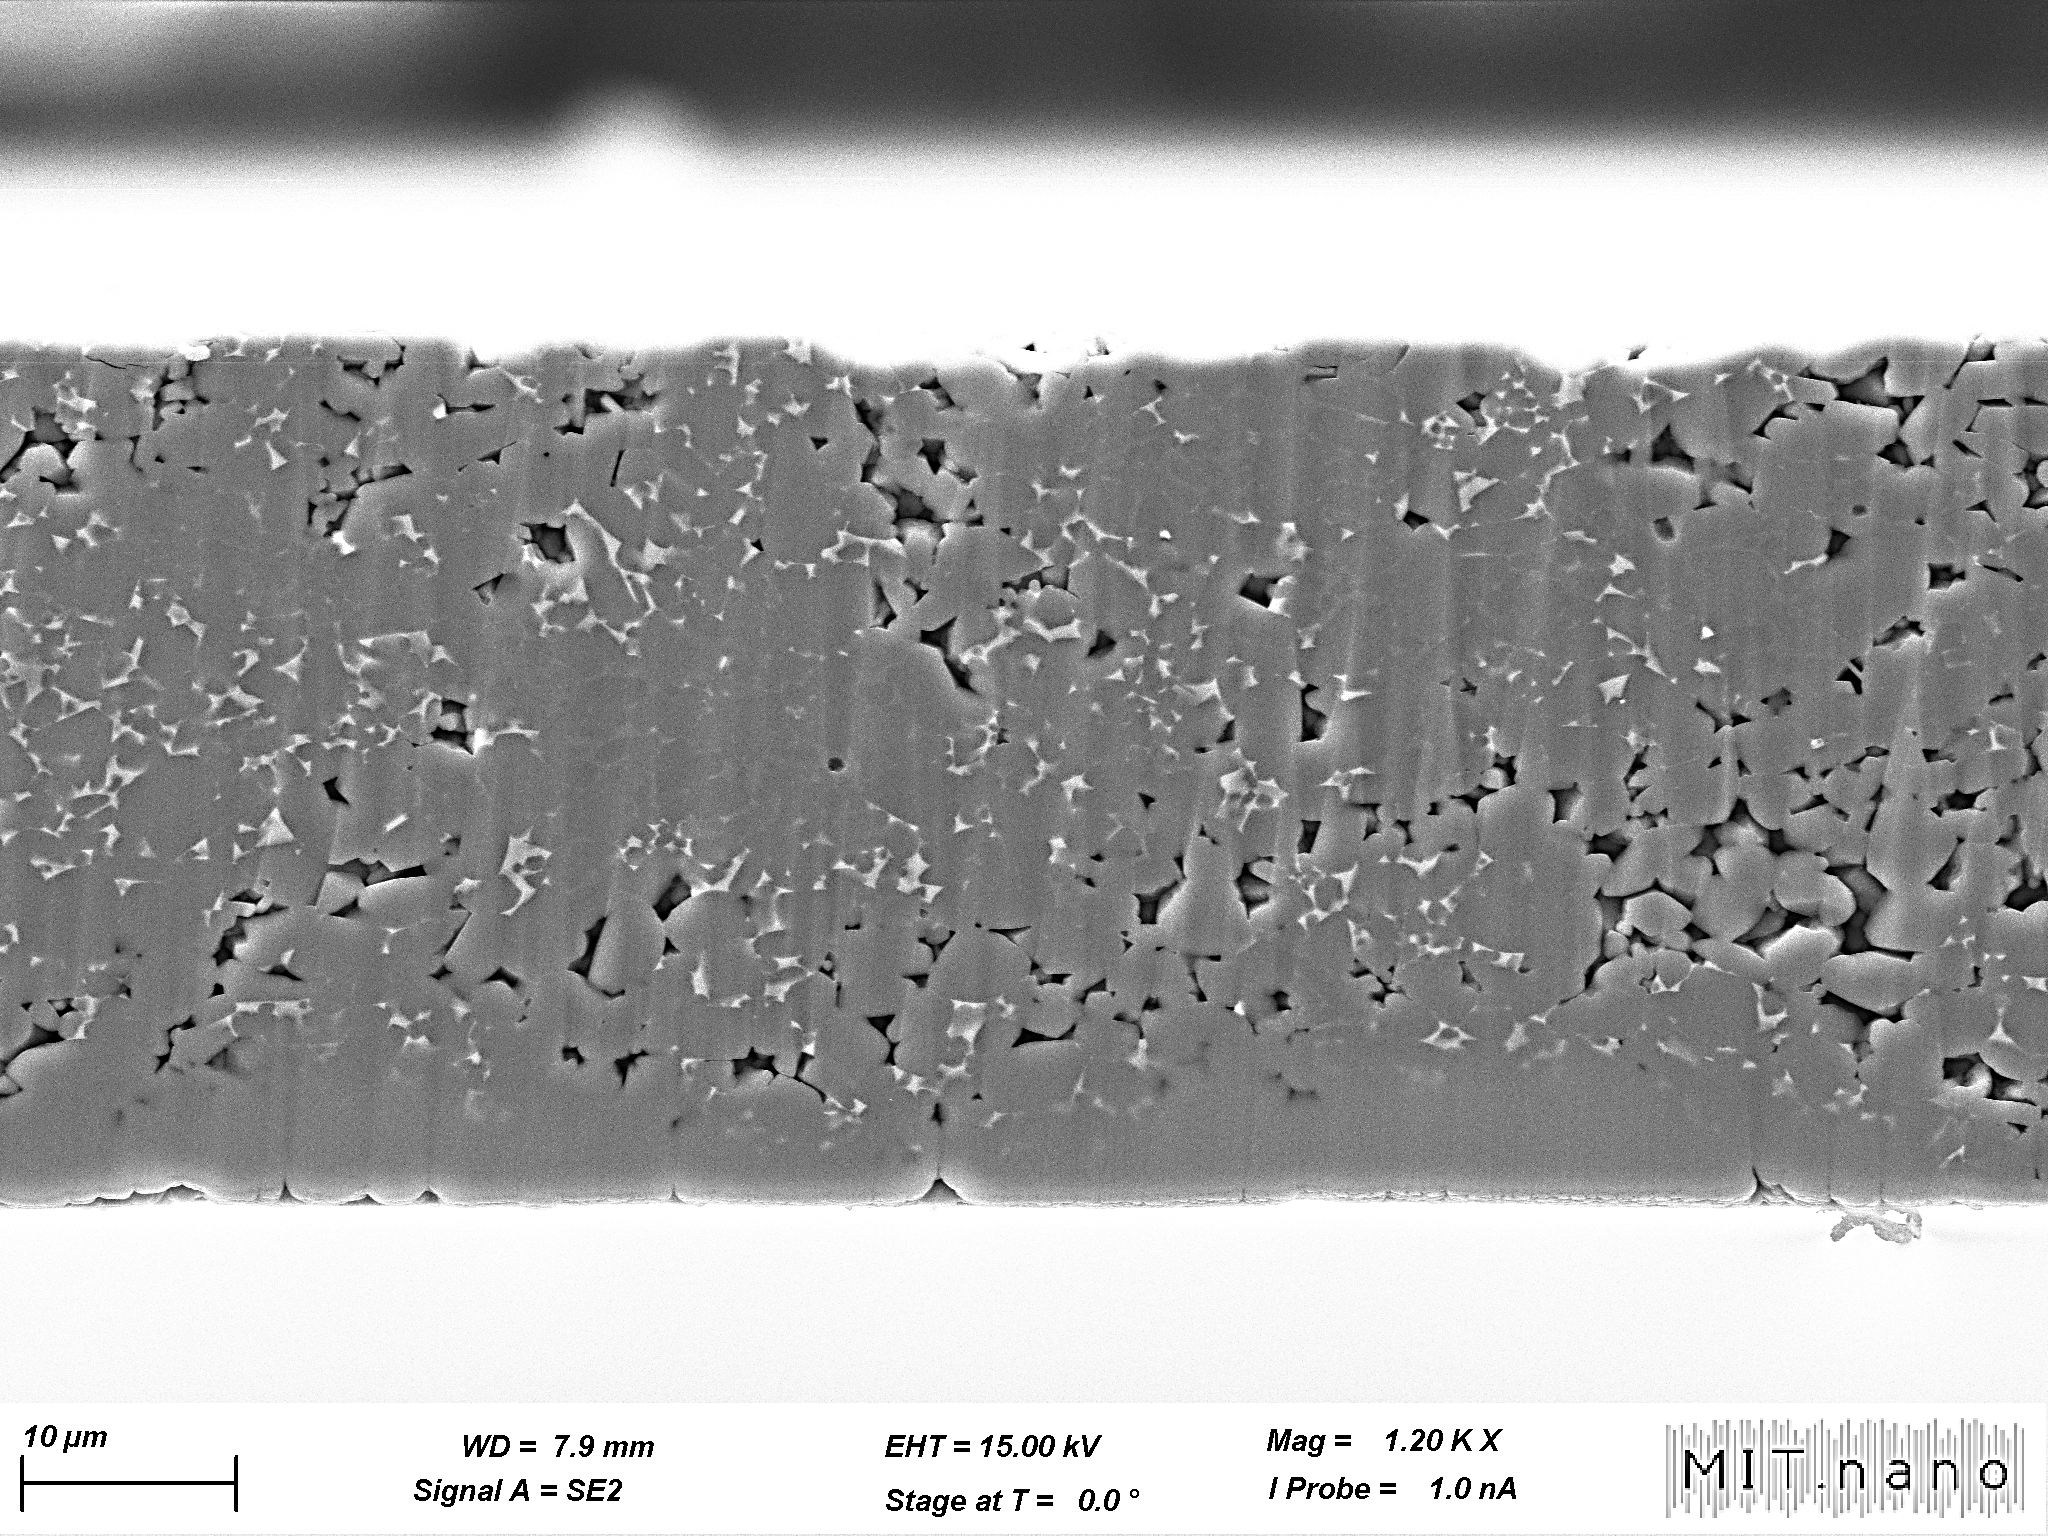 10 µm
WD = 7.9 mm
Signal A = SE2
EHT = 15.00 kV
Stage at T = 0.0 °
Mag = 1.20 K X
I Probe = 1.0 nA
MIT.nano